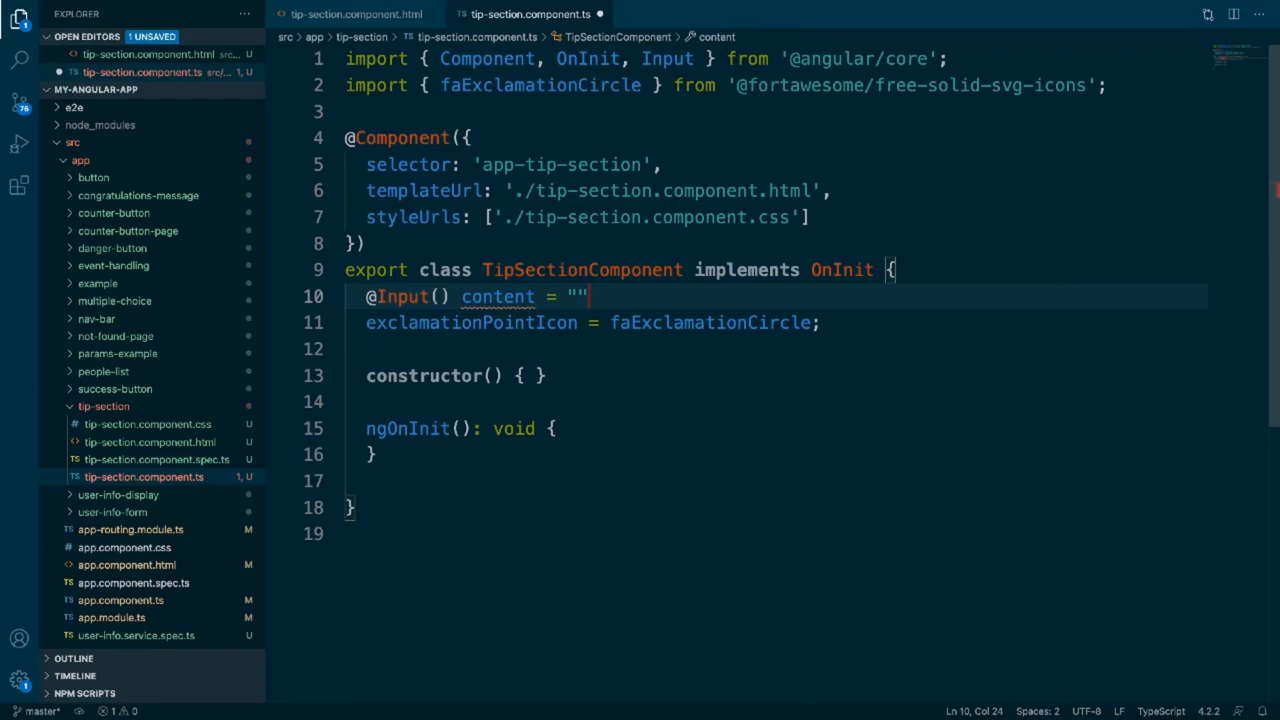 EXPLORER
tip-section.component.html
tip-section.component.ts
OPEN EDITORS 1 UNSAVED
tip-section.component.html src...
tip-section.component.ts src/... 1, U
MY-ANGULAR-APP
e2e
node_modules
src
app
button
congratulations-message
counter-button
counter-button-page
danger-button
event-handling
example
multiple-choice
nav-bar
not-found-page
params-example
people-list
success-button
tip-section
tip-section.component.css U
tip-section.component.html U
tip-section.component.spec.ts U
tip-section.component.ts 1, U
user-info-display
user-info-form
app-routing.module.ts M
app.component.css
app.component.html M
app.component.spec.ts
app.component.ts M
app.module.ts M
user-info.service.spec.ts U
OUTLINE
TIMELINE
NPM SCRIPTS
1
76
1
src > app > tip-section > TS tip-section.component.ts > TipSectionComponent > content
1 import { Component, OnInit, Input } from '@angular/core';
2 import { faExclamationCircle } from '@fortawesome/free-solid-svg-icons';
3
4 @Component({
5 selector: 'app-tip-section',
6 templateUrl: './tip-section.component.html',
7 styleUrls: ['./tip-section.component.css']
8 })
9 export class TipSectionComponent implements OnInit {
10 @Input() content = ""
11 exclamationPointIcon = faExclamationCircle;
12
13 constructor() { }
14
15 ngOnInit(): void {
16 }
17
18 }
19
master* 1 0 Ln 10, Col 24 Spaces: 2 UTF-8 LF TypeScript 4.2.2